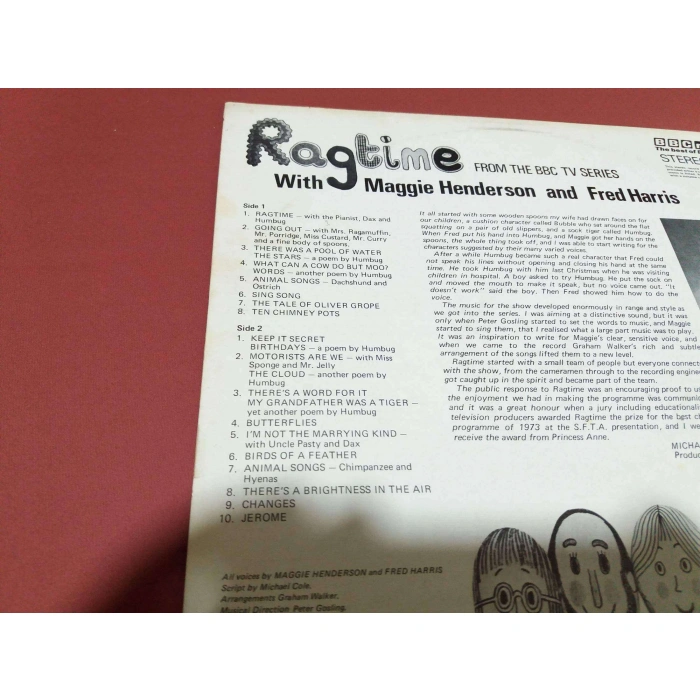 Ragtime FROM THE BBC TV SERIES
With Maggie Henderson and Fred Harris
BBC
The best of
STEREO
Side 1
1. RAGTIME – with the Pianist, Dax and
Humbug
2. GOING OUT – with Mrs. Ragamuffin,
Mr. Porridge, Miss Custard, Mr. Curry
and a fine body of spoons.
3. THERE WAS A POOL OF WATER
THE STARS – a poem by Humbug
4. WHAT CAN A COW DO BUT MOO?
WORDS – another poem by Humbug
5. ANIMAL SONGS – Dachshund and
Ostrich
6. SING SONG
7. THE TALE OF OLIVER GROPE
8. TEN CHIMNEY POTS
Side 2
1. KEEP IT SECRET
BIRTHDAYS – a poem by Humbug
2. MOTORISTS ARE WE – with Miss
Sponge and Mr. Jelly
THE CLOUD – another poem by
Humbug
3. THERE'S A WORD FOR IT
MY GRANDFATHER WAS A TIGER –
yet another poem by Humbug
4. BUTTERFLIES
5. I'M NOT THE MARRYING KIND –
with Uncle Pasty and Dax
6. BIRDS OF A FEATHER
7. ANIMAL SONGS – Chimpanzee and
Hyenas
8. THERE'S A BRIGHTNESS IN THE AIR
9. CHANGES
10. JEROME
All voices by MAGGIE HENDERSON and FRED HARRIS
Script by Michael Cole.
Arrangements Graham Walker.
Musical Direction Peter Gosling.
It all started with some wooden spoons my wife had drawn faces on for
our children, a cushion character called Bubble who sat around the flat
squatting on a pair of old slippers, and a sock tiger called Humbug.
When Fred put his hand into Humbug, and Maggie got her hands on the
spoons, the whole thing took off, and I was able to start writing for the
characters suggested by their many varied voices.
After a while Humbug became such a real character that Fred could
not speak his lines without opening and closing his hand at the same
time. He took Humbug with him last Christmas when he was visiting
children in hospital. A boy asked to try Humbug. He put the sock on
and moved the mouth to make it speak, but no voice came out. "It
doesn't work" said the boy. Then Fred showed him how to do the
voice.
The music for the show developed enormously in range and style as
we got into the series. I was aiming at a distinctive sound, but it was
only when Peter Gosling started to set the words to music, and Maggie
started to sing them, that I realised what a large part music was to play.
It was an inspiration to write for Maggie's clear, sensitive voice, and
when we came to the record Graham Walker's rich and subtle
arrangement of the songs lifted them to a new level.
Ragtime started with a small team of people but everyone connect
with the show, from the cameramen through to the recording engine
got caught up in the spirit and became part of the team.
The public response to Ragtime was an encouraging proof to us
the enjoyment we had in making the programme was communic
and it was a great honour when a jury including educationali
television producers awarded Ragtime the prize for the best ch
programme of 1973 at the S.F.T.A. presentation, and I we
receive the award from Princess Anne.
MICHA
Produc